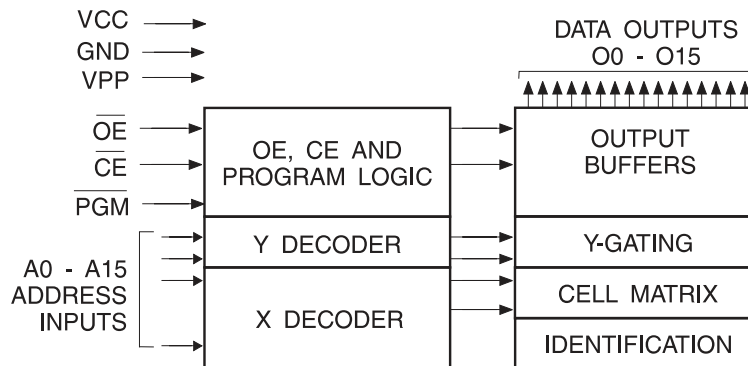 VCC
GND
VPP
DATA OUTPUTS
O0 - O15
OE
CE
PGM
OE, CE AND
PROGRAM LOGIC
OUTPUT
BUFFERS
A0 - A15
ADDRESS
INPUTS
Y DECODER
Y-GATING
X DECODER
CELL MATRIX
IDENTIFICATION